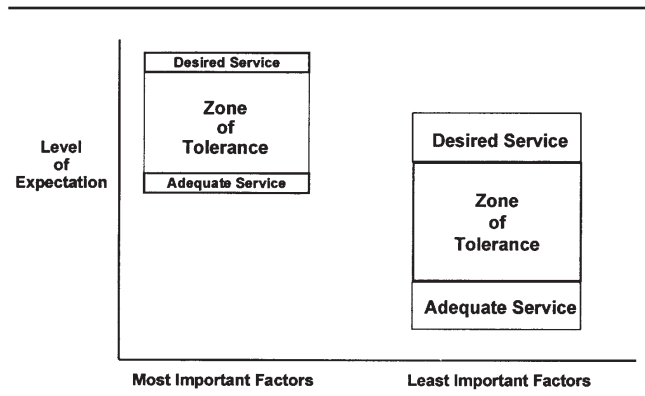 Level
of
Expectation
Desired Service
Zone
of
Tolerance
Adequate Service
Desired Service
Zone
of
Tolerance
Adequate Service
Most Important Factors
Least Important Factors